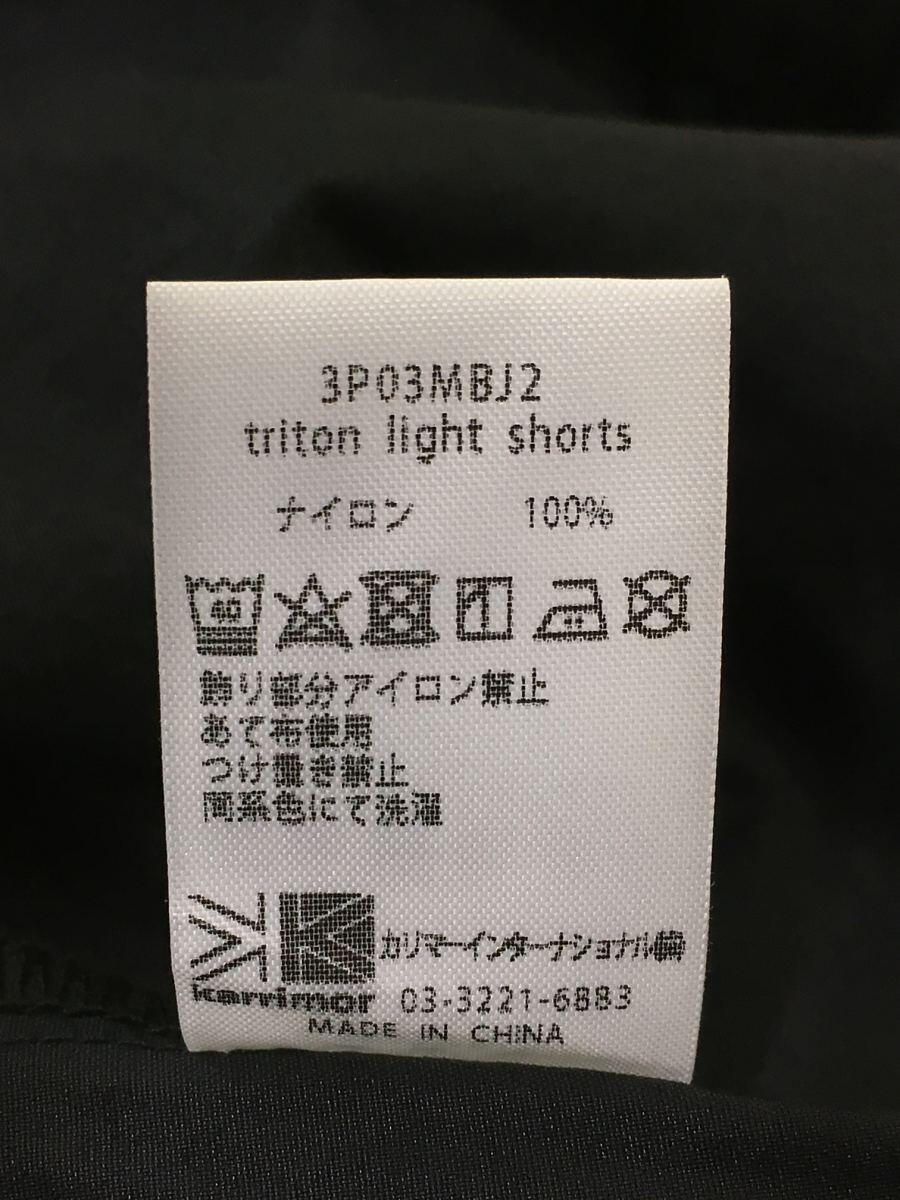 3P03MBJ2
triton light shorts
ナイロン 100%
40
飾り部分アイロン禁止
あて布使用
つけ置き禁止
同系色にて洗濯
カリマーインターナショナル㈱
karrimor 03-3221-6883
MADE IN CHINA